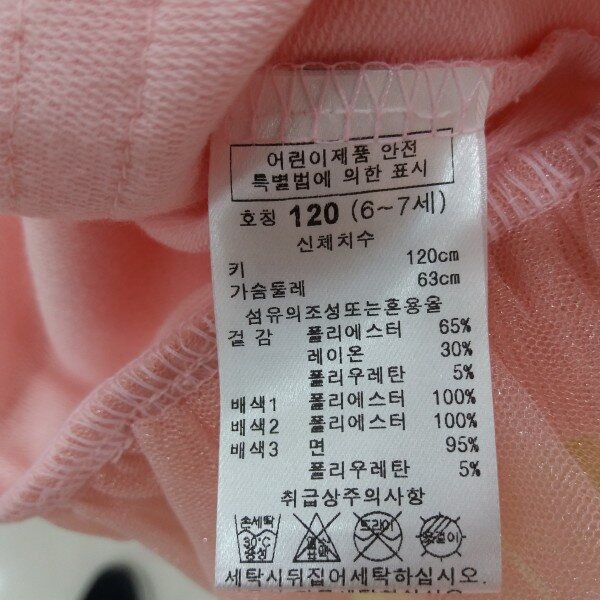 어린이제품 안전
특별법에 의한 표시
호칭 120 (6~7세)
신체치수
키 120cm
가슴둘레 63cm
섬유의조성또는혼용율
겉 감 폴리에스터 65%
레이온 30%
폴리우레탄 5%
배색1 폴리에스터 100%
배색2 폴리에스터 100%
배색3 면 95%
폴리우레탄 5%
취급상주의사항
손세탁 드라이
30℃
중성 표백
세탁시뒤집어세탁하십시오.